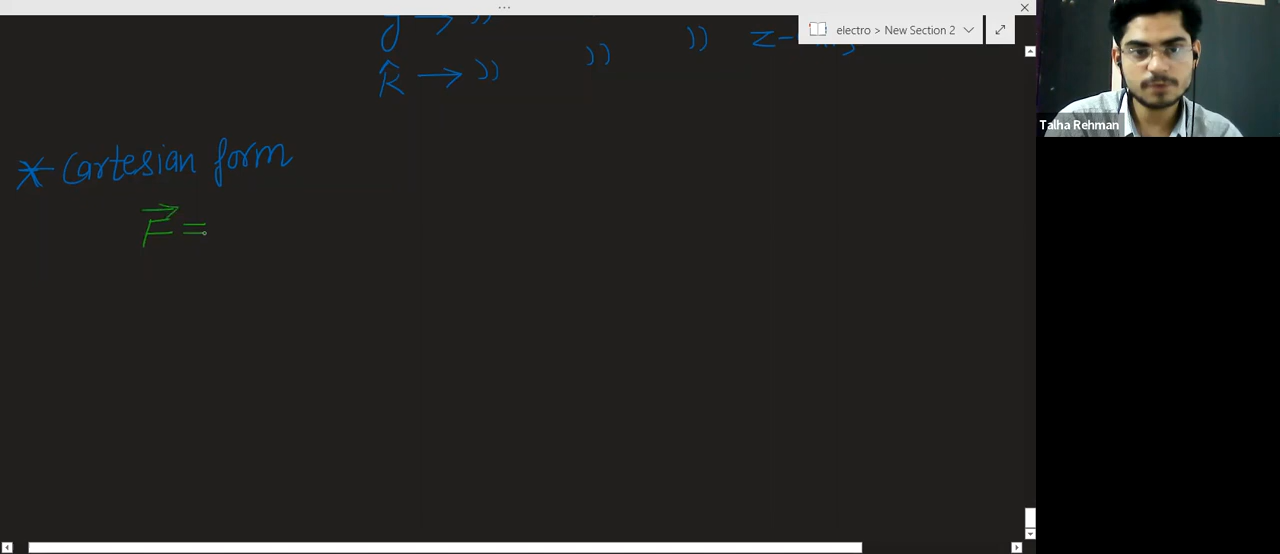 ...
electro > New Section 2
ĵ → ))
)) z-
k̂ → )) ))
Talha Rehman
* Cartesian form
F⃗ =